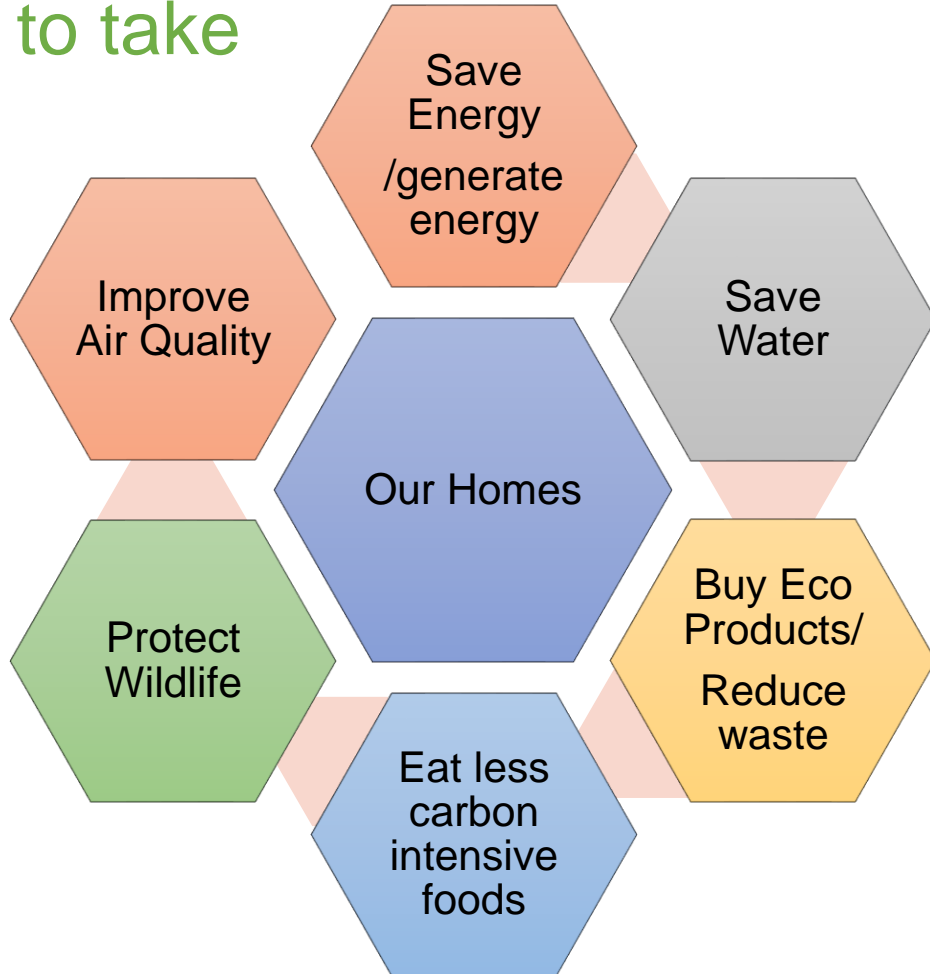 to take
Save
Energy
/generate
energy
Save
Water
Buy Eco
Products/
Reduce
waste
Eat less
carbon
intensive
foods
Protect
Wildlife
Improve
Air Quality
Our Homes